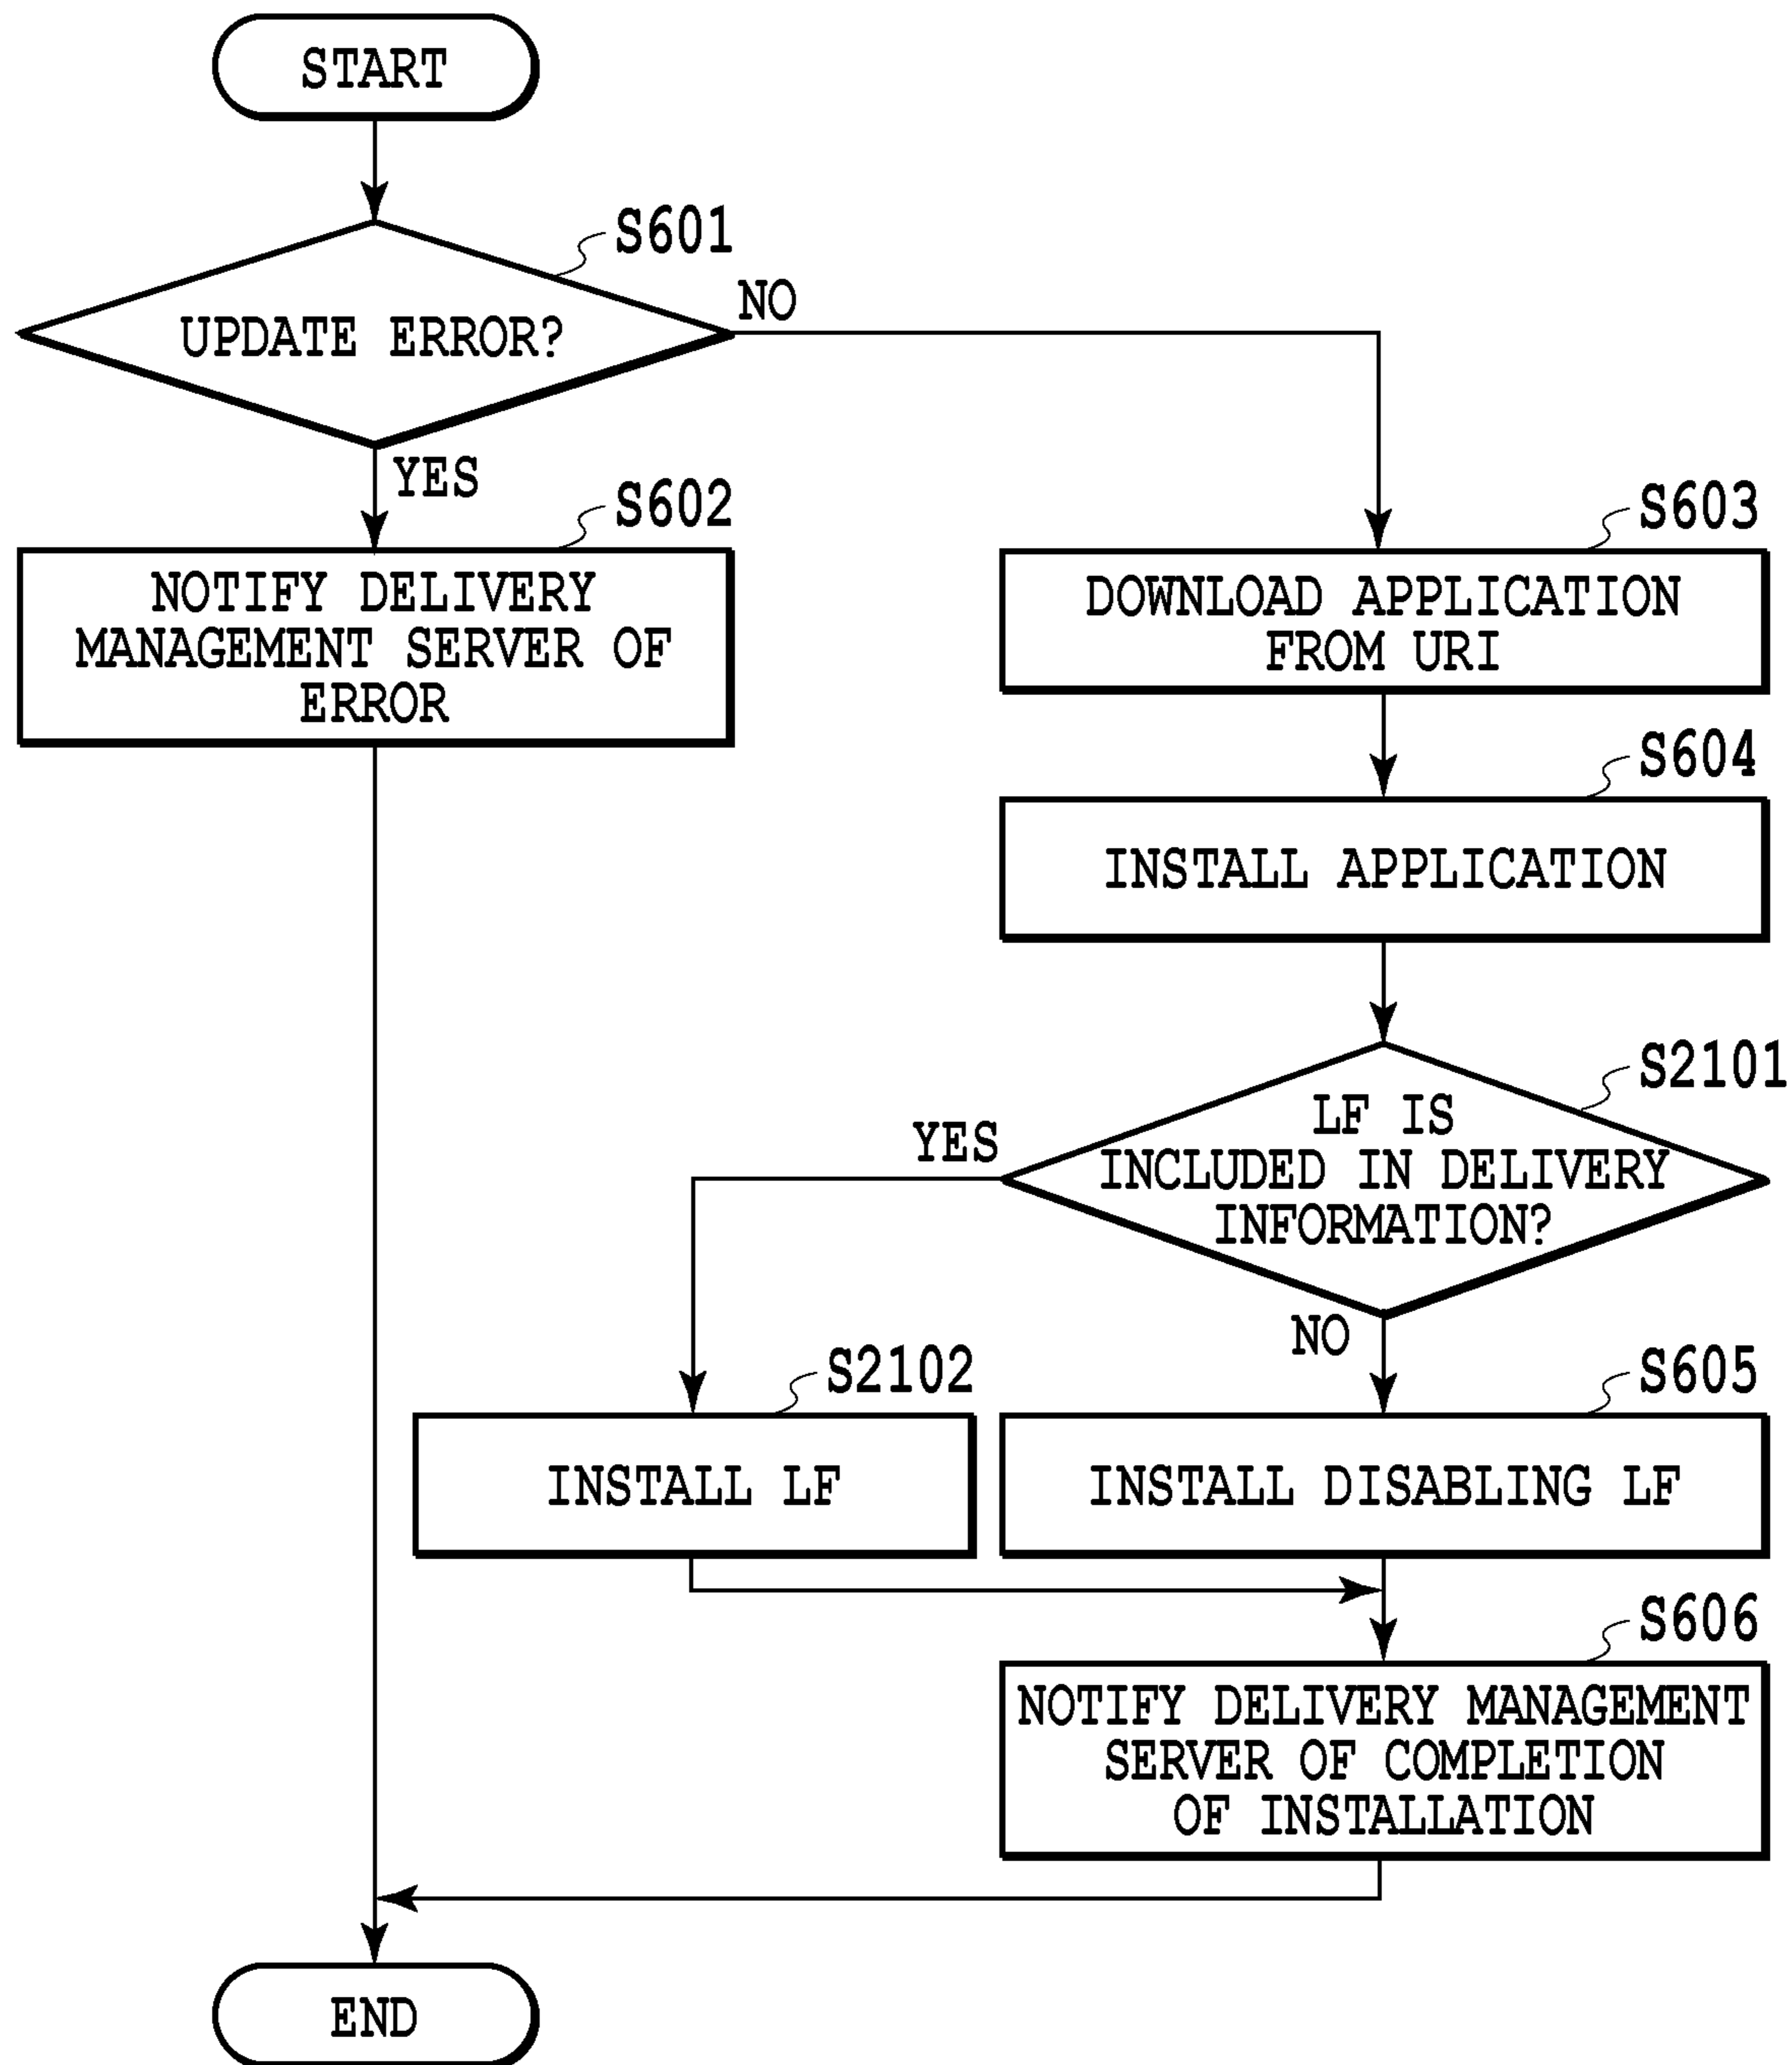 START
S601
UPDATE ERROR?
NO
YES
S602
NOTIFY DELIVERY
MANAGEMENT SERVER OF
ERROR
S603
DOWNLOAD APPLICATION
FROM URI
S604
INSTALL APPLICATION
S2101
LF IS
INCLUDED IN DELIVERY
INFORMATION?
YES
NO
S2102
INSTALL LF
S605
INSTALL DISABLING LF
S606
NOTIFY DELIVERY MANAGEMENT
SERVER OF COMPLETION
OF INSTALLATION
END